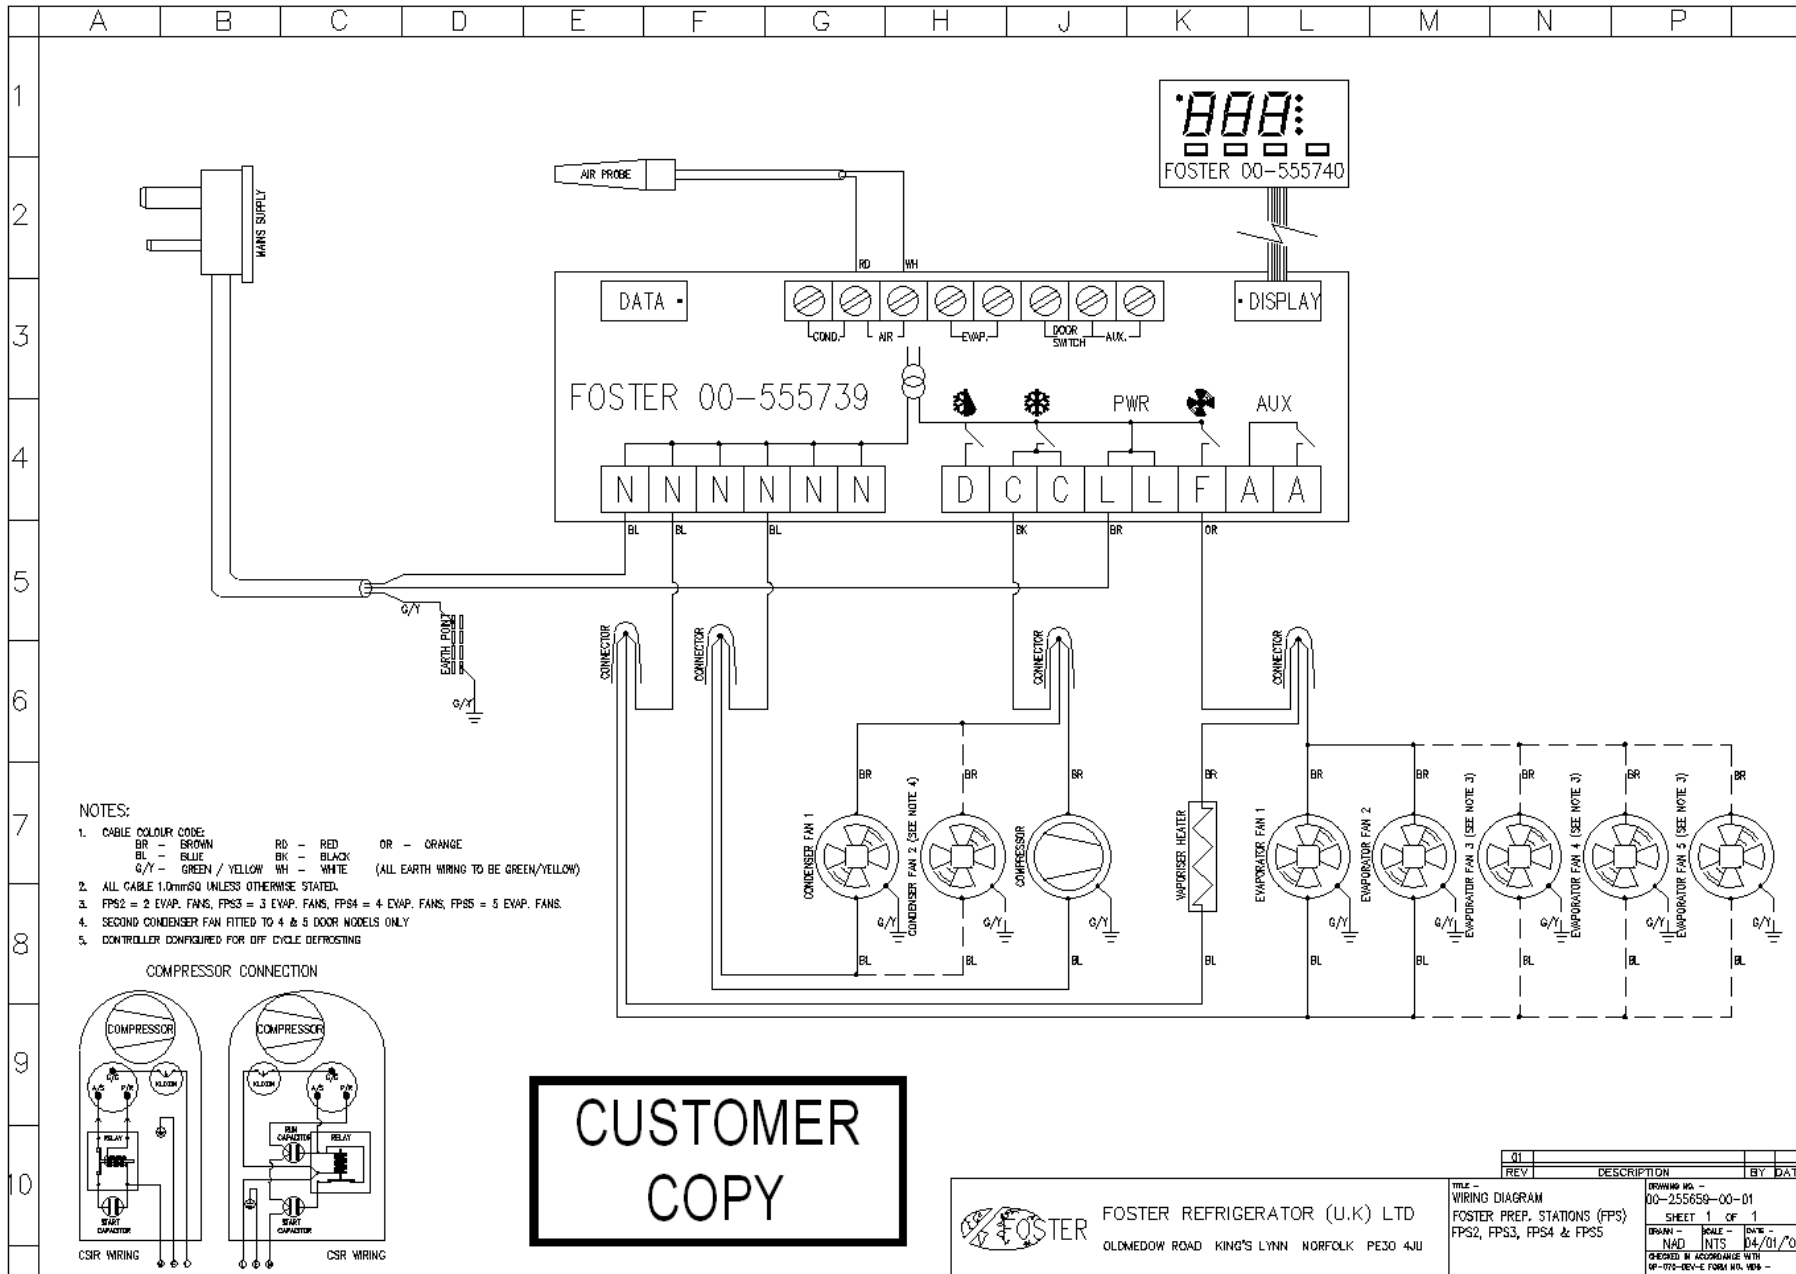 A B C D E F G H J K L M N P
1
2
3
4
5
6
7
8
9
10
FOSTER 00-555740
AIR PROBE
MAINS SUPPLY
RD WH
DATA
DISPLAY
COND. AIR EVAP. DOOR SWITCH AUX.
FOSTER 00-555739
PWR AUX
N N N N N N D C C L L F A A
BL BL BL BK BR OR
G/Y
EARTH POINT
G/Y
CONNECTOR CONNECTOR CONNECTOR CONNECTOR
BR BR BR BR BR BR BR BR BR
CONDENSER FAN 1
CONDENSER FAN 2 (SEE NOTE 4)
COMPRESSOR
VAPORISER HEATER
EVAPORATOR FAN 1
EVAPORATOR FAN 2
EVAPORATOR FAN 3 (SEE NOTE 3)
EVAPORATOR FAN 4 (SEE NOTE 3)
EVAPORATOR FAN 5 (SEE NOTE 3)
G/Y G/Y G/Y G/Y G/Y G/Y G/Y G/Y
BL BL BL BL BL BL BL BL BL
NOTES:
1. CABLE COLOUR CODE:
BR - BROWN RD - RED OR - ORANGE
BL - BLUE BK - BLACK
G/Y - GREEN / YELLOW WH - WHITE (ALL EARTH WIRING TO BE GREEN/YELLOW)
2. ALL CABLE 1.0mmSQ UNLESS OTHERWISE STATED.
3. FPS2 = 2 EVAP. FANS, FPS3 = 3 EVAP. FANS, FPS4 = 4 EVAP. FANS, FPS5 = 5 EVAP. FANS.
4. SECOND CONDENSER FAN FITTED TO 4 & 5 DOOR MODELS ONLY
5. CONTROLLER CONFIGURED FOR OFF CYCLE DEFROSTING
COMPRESSOR CONNECTION
COMPRESSOR COMPRESSOR
C/C KLIXON KLIXON C/C
A/S P/R A/S P/R
RELAY
RUN CAPACITOR RELAY
START CAPACITOR START CAPACITOR
CSIR WIRING CSR WIRING
CUSTOMER
COPY
01
REV DESCRIPTION BY DAT
FOSTER
FOSTER REFRIGERATOR (U.K) LTD
OLDMEDOW ROAD KING'S LYNN NORFOLK PE30 4JU
TITLE -
WIRING DIAGRAM
FOSTER PREP. STATIONS (FPS)
FPS2, FPS3, FPS4 & FPS5
DRAWING NO. -
00-255659-00-01
SHEET 1 OF 1
DRAWN - SCALE - DATE -
NAD NTS 04/01/'0
CHECKED IN ACCORDANCE WITH